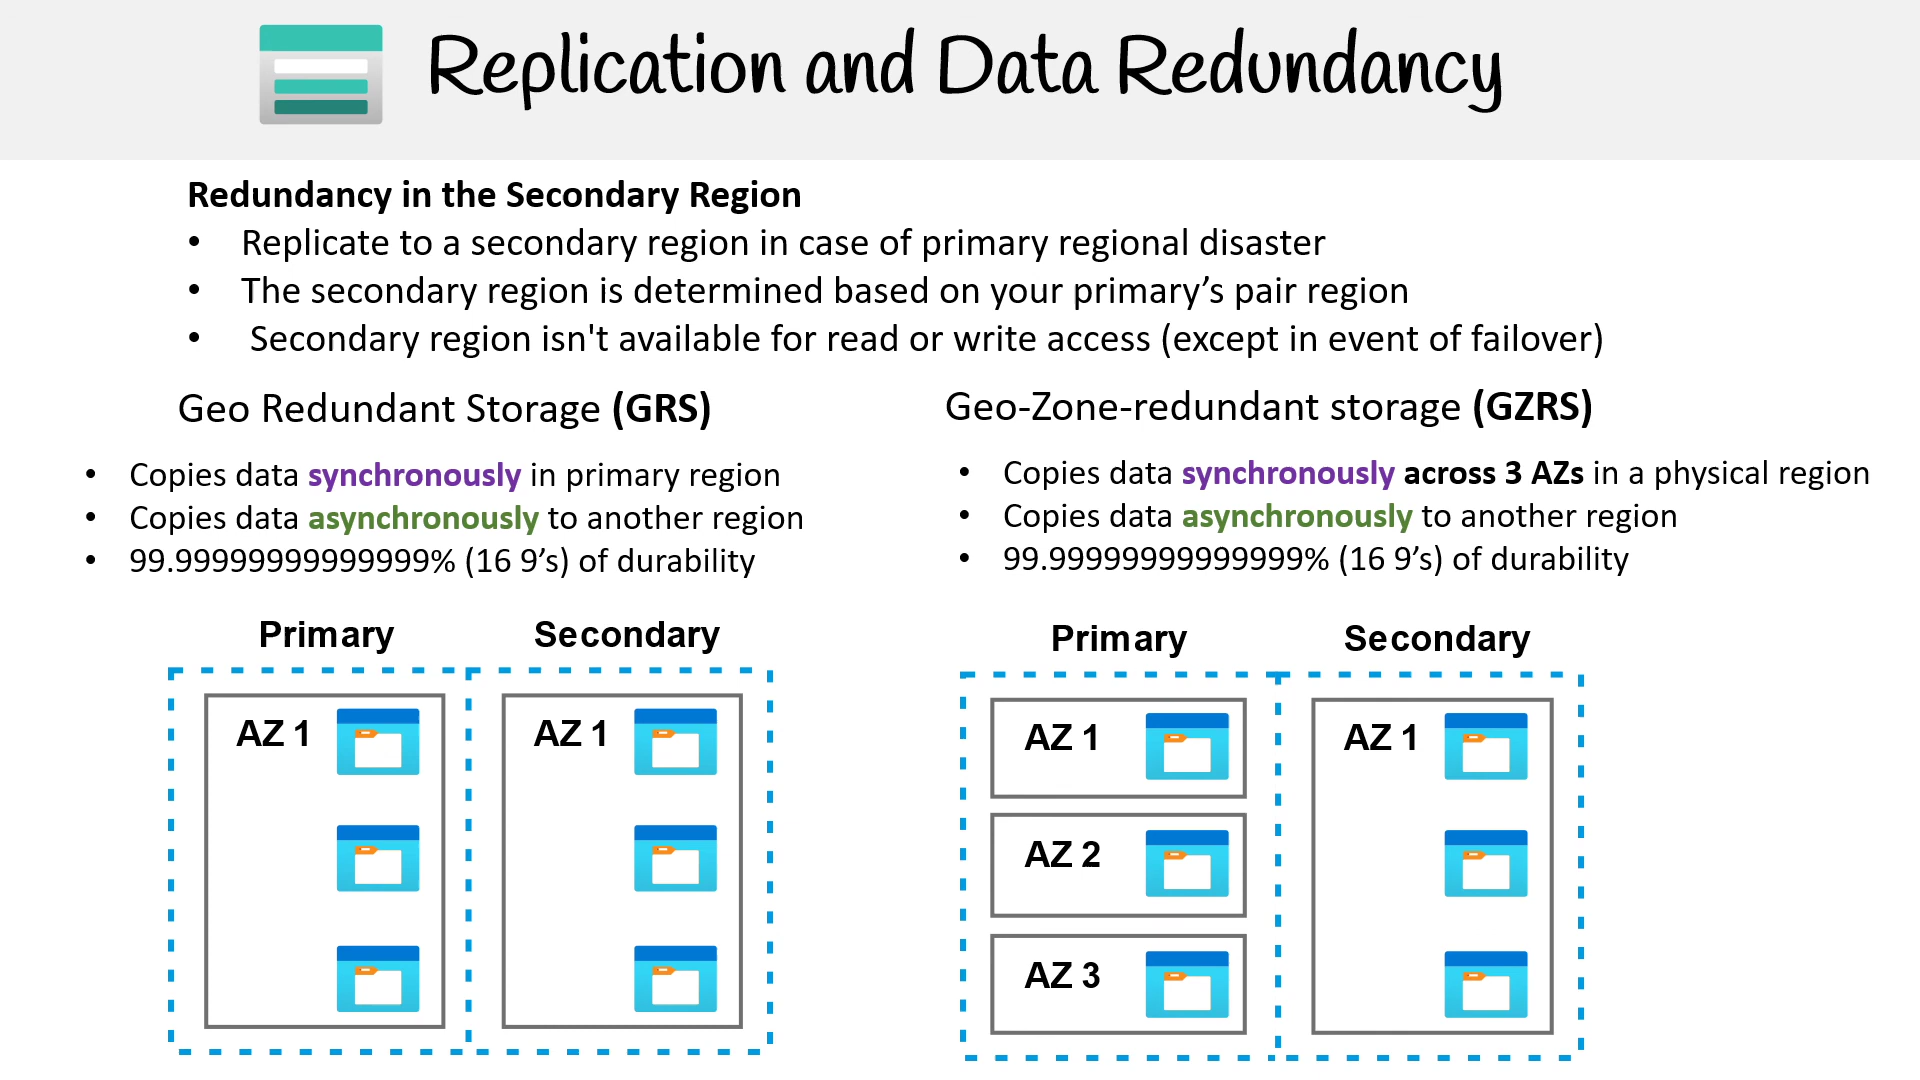 Replication and Data Redundancy
Redundancy in the Secondary Region
• Replicate to a secondary region in case of primary regional disaster
• The secondary region is determined based on your primary’s pair region
• Secondary region isn't available for read or write access (except in event of failover)
Geo Redundant Storage (GRS)
• Copies data synchronously in primary region
• Copies data asynchronously to another region
• 99.99999999999999% (16 9’s) of durability
Primary
Secondary
AZ 1
AZ 1
Geo-Zone-redundant storage (GZRS)
• Copies data synchronously across 3 AZs in a physical region
• Copies data asynchronously to another region
• 99.99999999999999% (16 9’s) of durability
Primary
Secondary
AZ 1
AZ 2
AZ 3
AZ 1